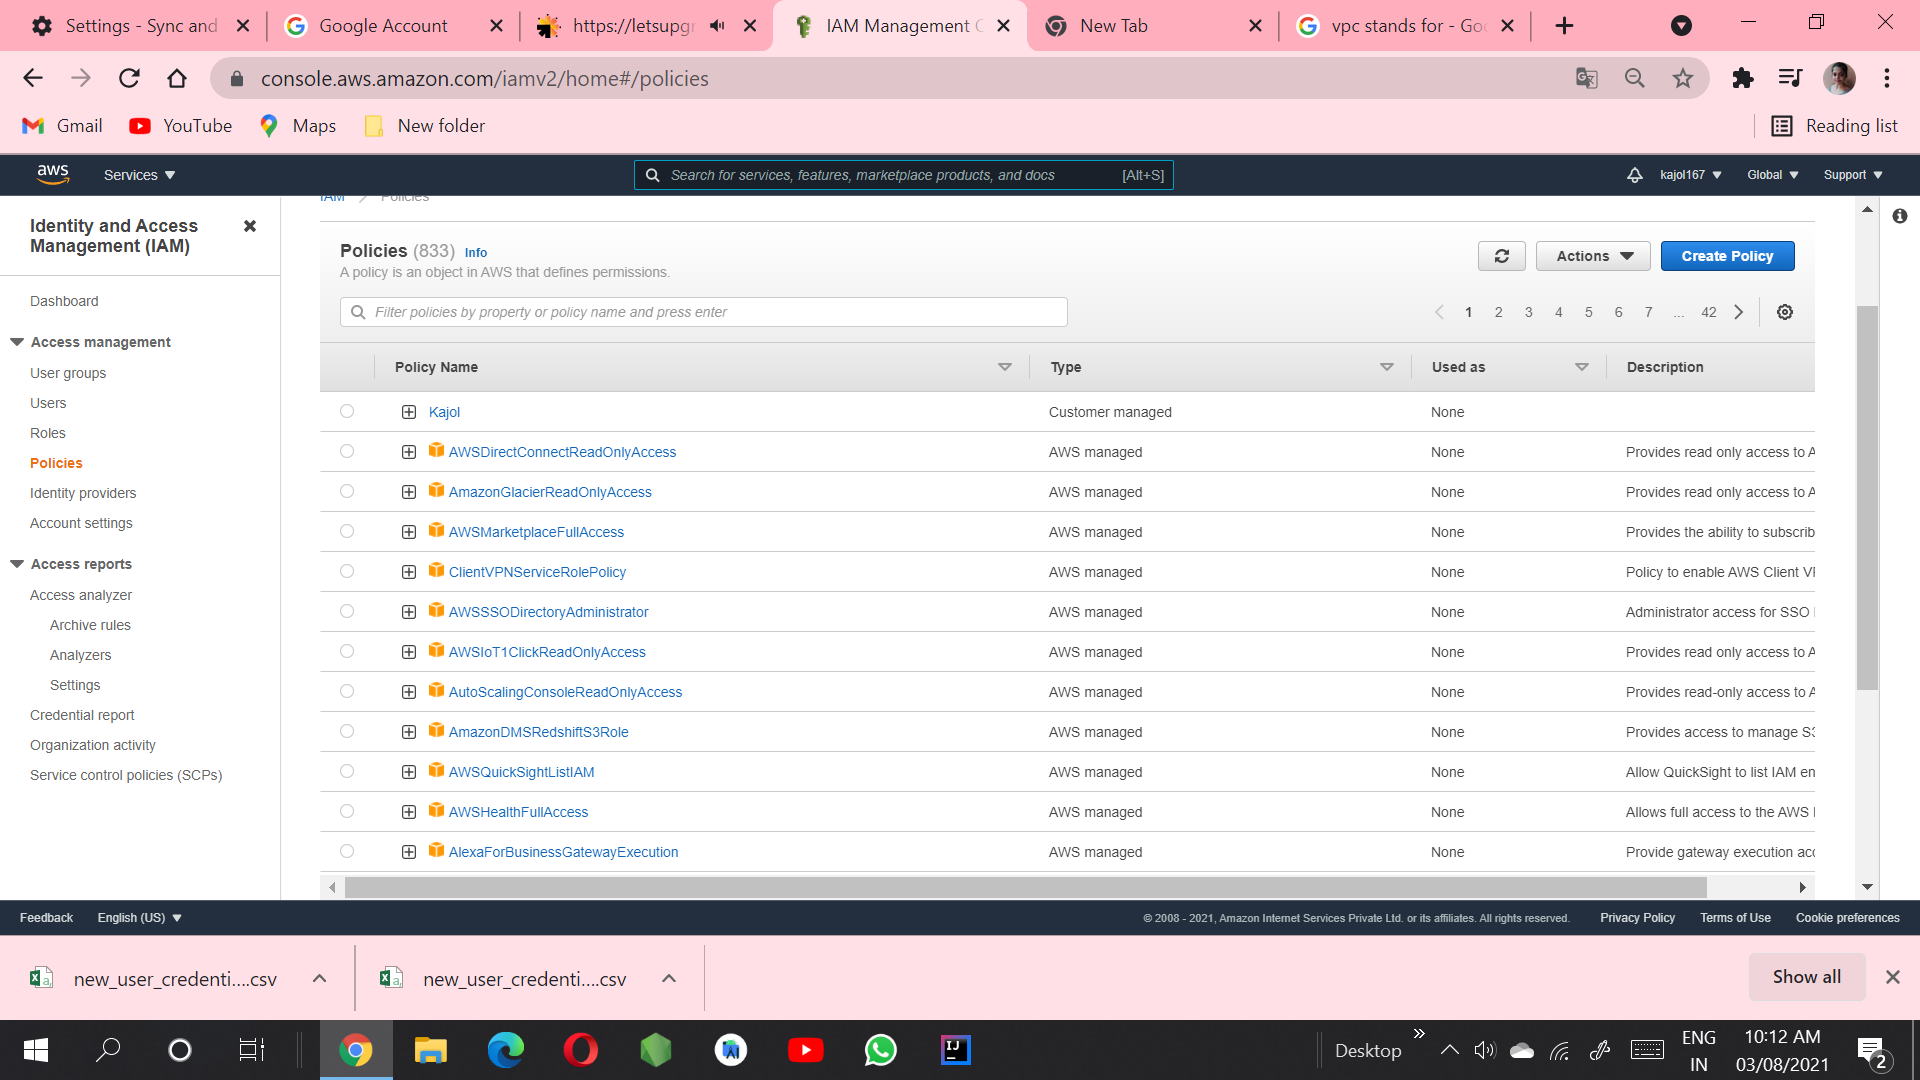 Settings - Sync and
Google Account
https://letsupgr
IAM Management C
New Tab
vpc stands for - Goo
console.aws.amazon.com/iamv2/home#/policies
Gmail
YouTube
Maps
New folder
Reading list
aws
Services
Search for services, features, marketplace products, and docs
[Alt+S]
kajol167
Global
Support
IAM
Policies
Identity and Access
Management (IAM)
Dashboard
Access management
User groups
Users
Roles
Policies
Identity providers
Account settings
Access reports
Access analyzer
Archive rules
Analyzers
Settings
Credential report
Organization activity
Service control policies (SCPs)
Policies (833) Info
A policy is an object in AWS that defines permissions.
Actions
Create Policy
Filter policies by property or policy name and press enter
1 2 3 4 5 6 7 ... 42
Policy Name Type Used as Description
Kajol Customer managed None
AWSDirectConnectReadOnlyAccess AWS managed None Provides read only access to A
AmazonGlacierReadOnlyAccess AWS managed None Provides read only access to A
AWSMarketplaceFullAccess AWS managed None Provides the ability to subscrib
ClientVPNServiceRolePolicy AWS managed None Policy to enable AWS Client VP
AWSSSODirectoryAdministrator AWS managed None Administrator access for SSO
AWSIoT1ClickReadOnlyAccess AWS managed None Provides read only access to A
AutoScalingConsoleReadOnlyAccess AWS managed None Provides read-only access to A
AmazonDMSRedshiftS3Role AWS managed None Provides access to manage S3
AWSQuickSightListIAM AWS managed None Allow QuickSight to list IAM en
AWSHealthFullAccess AWS managed None Allows full access to the AWS
AlexaForBusinessGatewayExecution AWS managed None Provide gateway execution acc
Feedback
English (US)
© 2008 - 2021, Amazon Internet Services Private Ltd. or its affiliates. All rights reserved.
Privacy Policy
Terms of Use
Cookie preferences
new_user_credenti....csv
new_user_credenti....csv
Show all
IJ
Desktop
ENG
IN
10:12 AM
03/08/2021
2